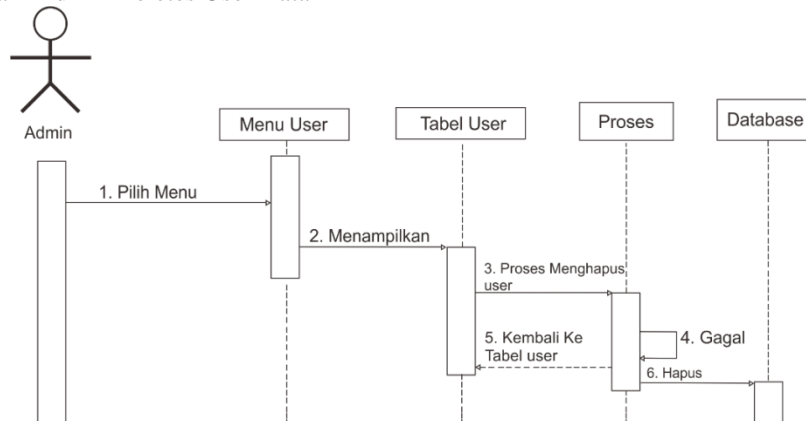 Admin
Menu User
Tabel User
Proses
Database
1. Pilih Menu
2. Menampilkan
3. Proses Menghapus
user
4. Gagal
5. Kembali Ke
Tabel user
6. Hapus